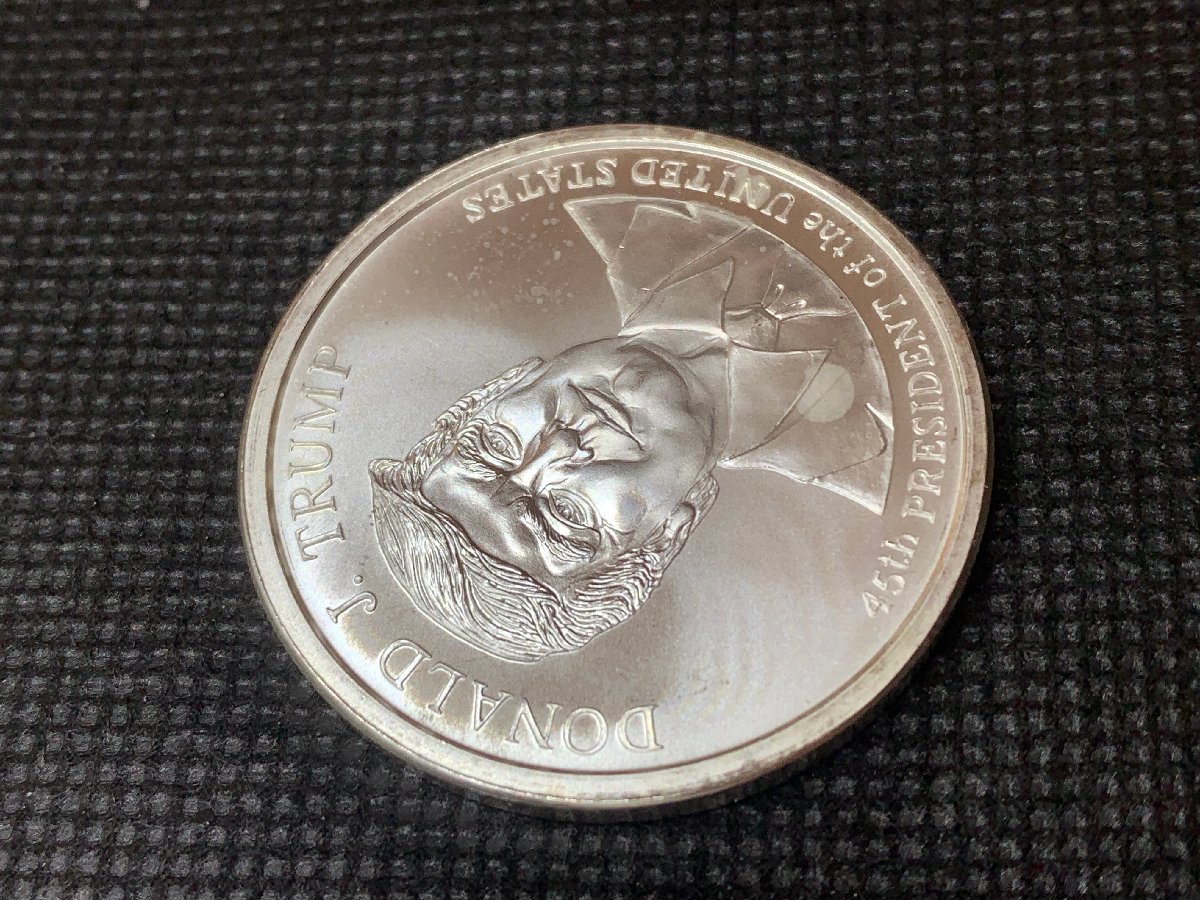 DONALD J. TRUMP
45th PRESIDENT of the UNITED STATES